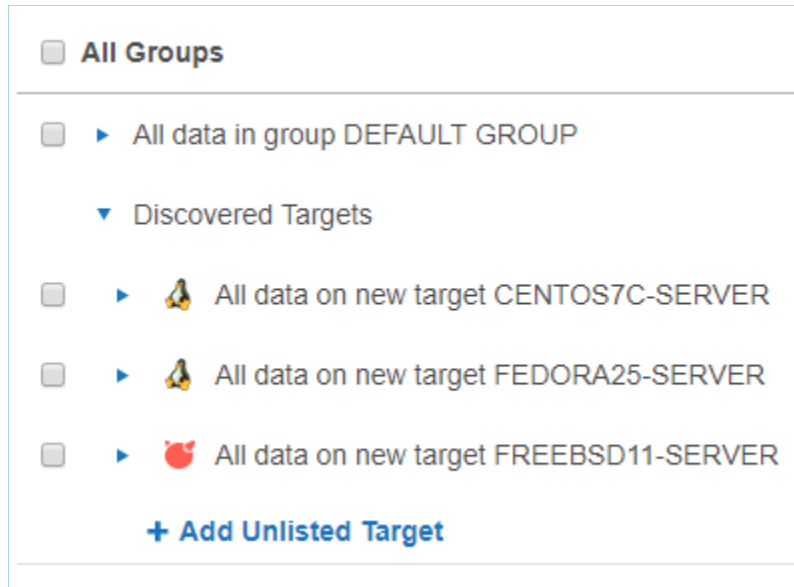 All Groups
All data in group DEFAULT GROUP
Discovered Targets
All data on new target CENTOS7C-SERVER
All data on new target FEDORA25-SERVER
All data on new target FREEBSD11-SERVER
+ Add Unlisted Target